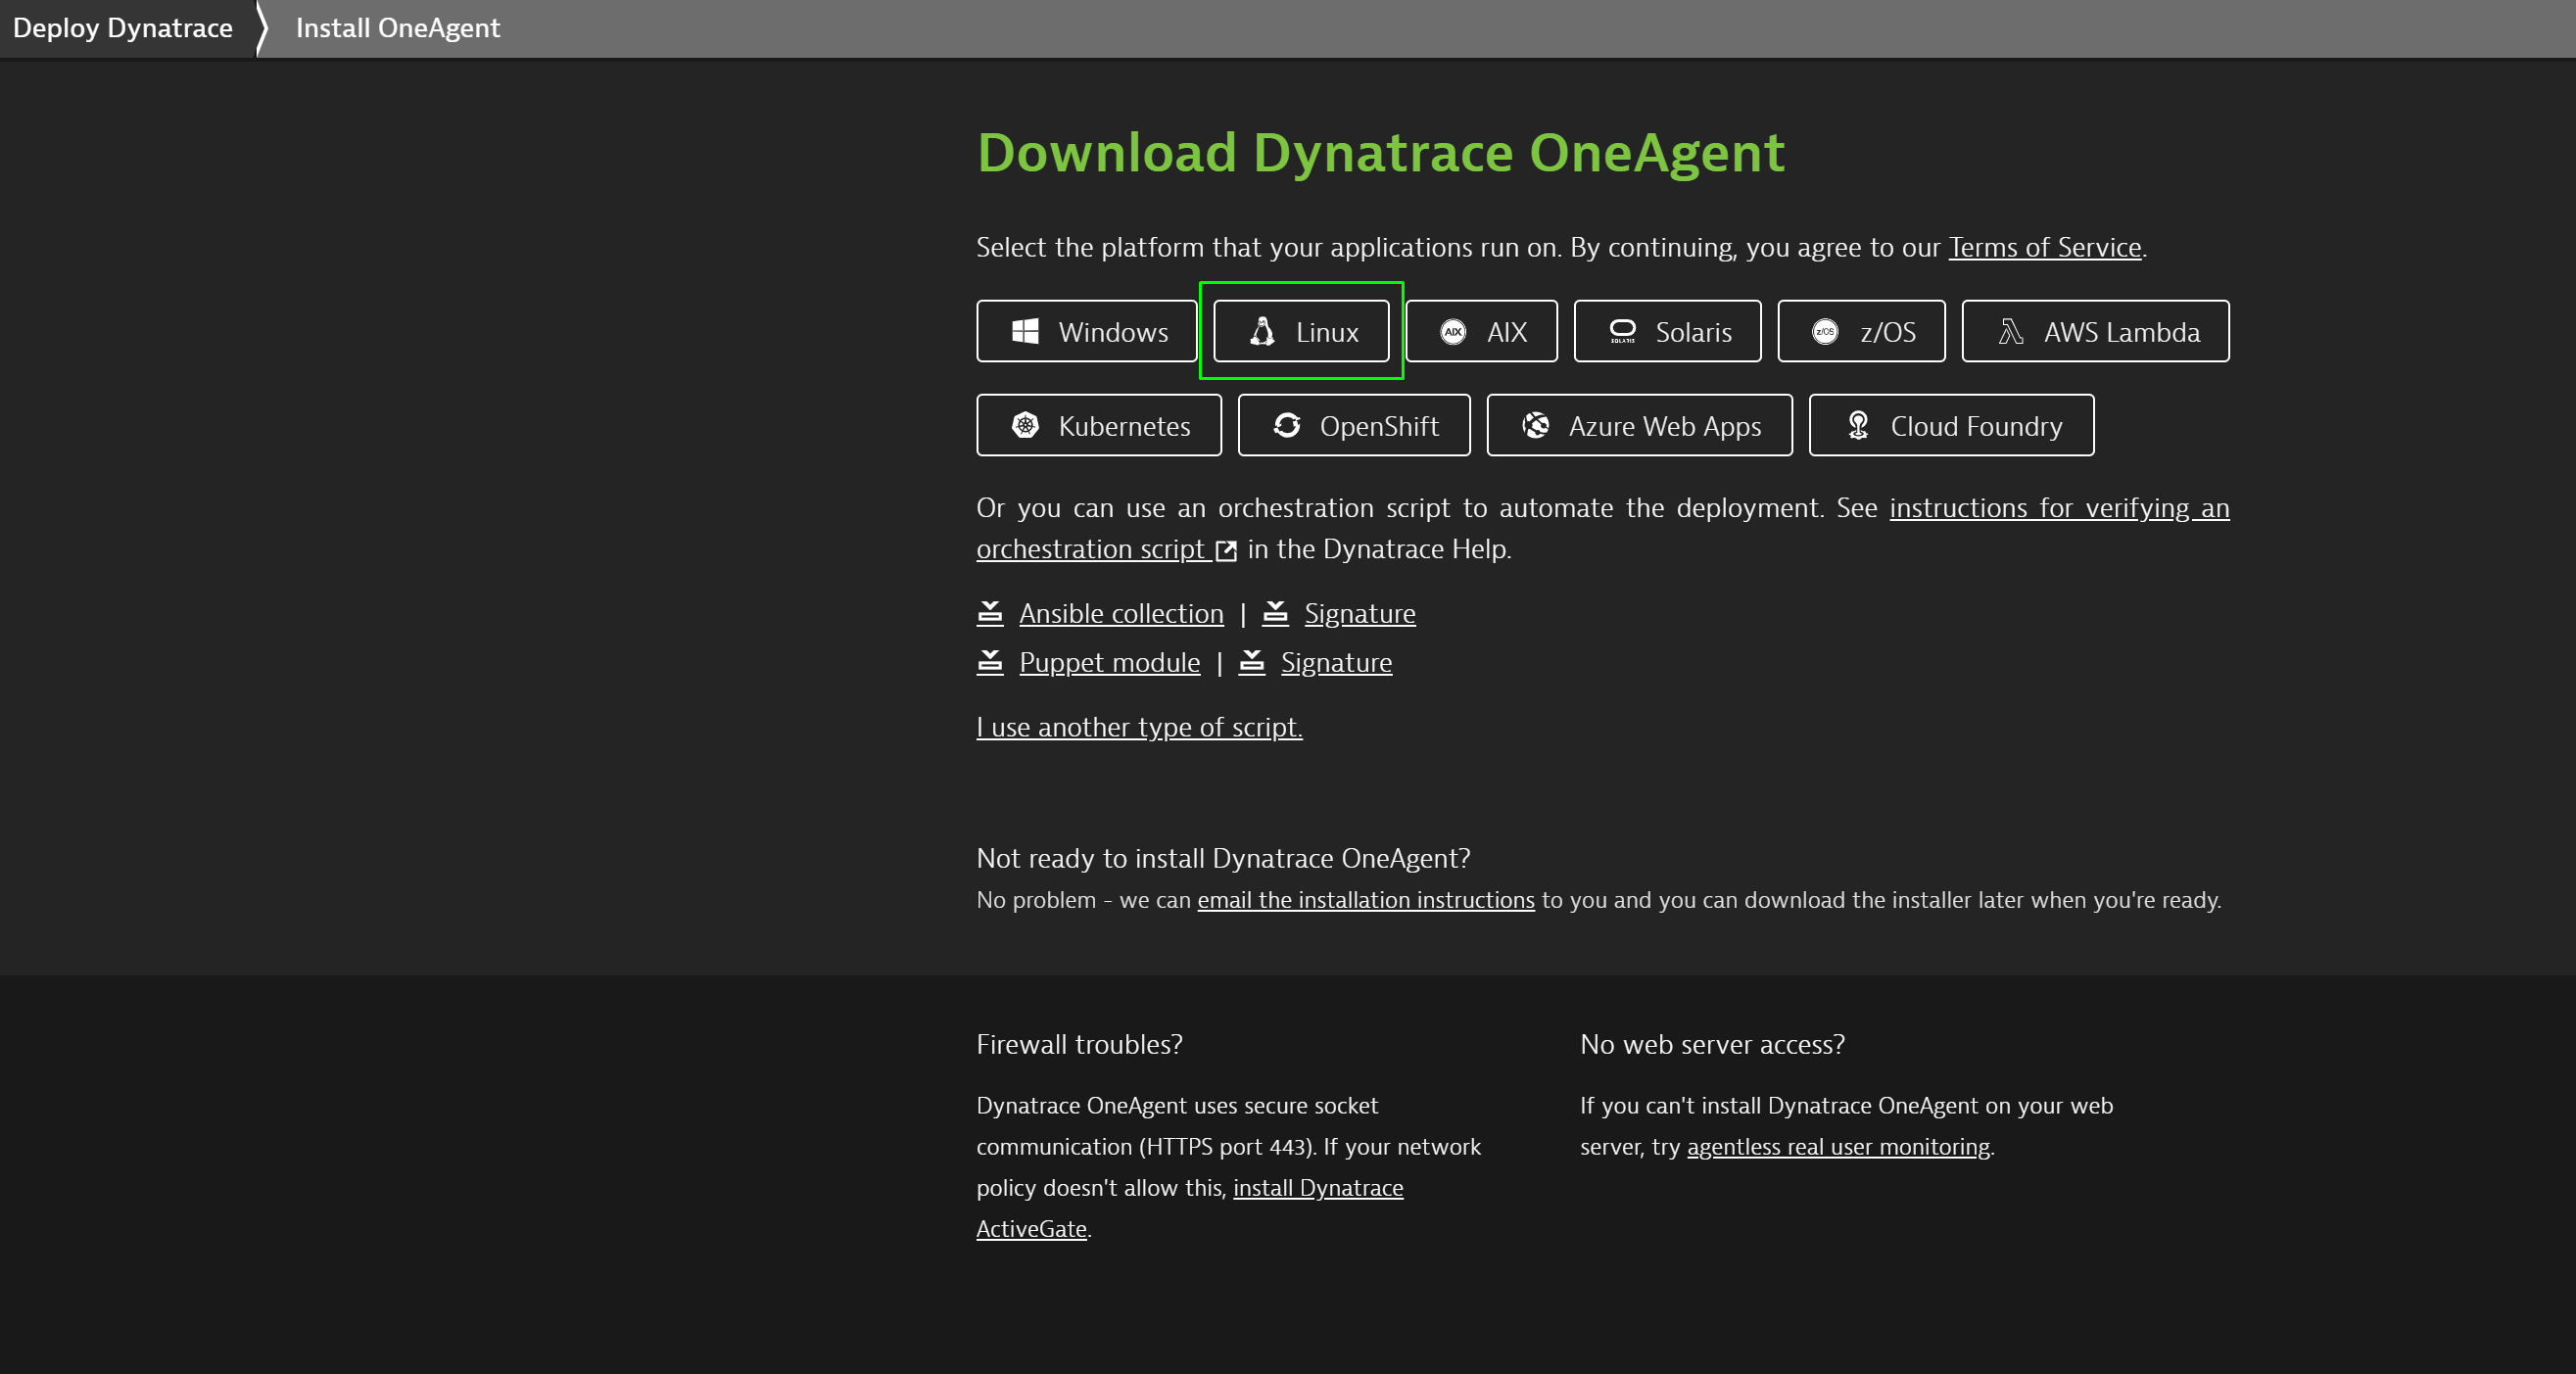 Deploy Dynatrace
Install OneAgent
Download Dynatrace OneAgent
Select the platform that your applications run on. By continuing, you agree to our Terms of Service.
Windows
Linux
AIX AIX
SOLARIS Solaris
z/OS z/OS
AWS Lambda
Kubernetes
OpenShift
Azure Web Apps
Cloud Foundry
Or you can use an orchestration script to automate the deployment. See instructions for verifying an
orchestration script in the Dynatrace Help.
Ansible collection | Signature
Puppet module | Signature
I use another type of script.
Not ready to install Dynatrace OneAgent?
No problem - we can email the installation instructions to you and you can download the installer later when you're ready.
Firewall troubles?
Dynatrace OneAgent uses secure socket
communication (HTTPS port 443). If your network
policy doesn't allow this, install Dynatrace
ActiveGate.
No web server access?
If you can't install Dynatrace OneAgent on your web
server, try agentless real user monitoring.